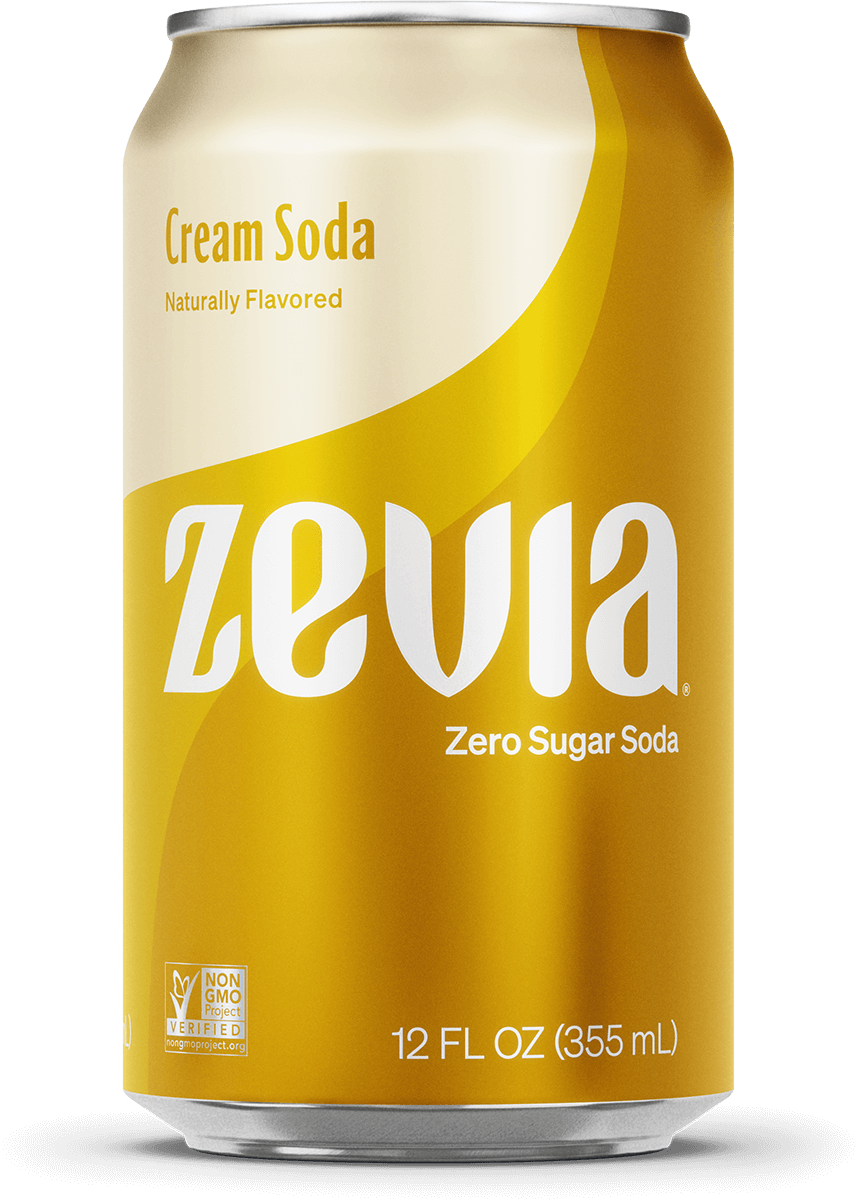 Cream Soda
Naturally Flavored
zevia®
Zero Sugar Soda
NON
GMO
Project
VERIFIED
nongmoproject.org
12 FL OZ (355 mL)